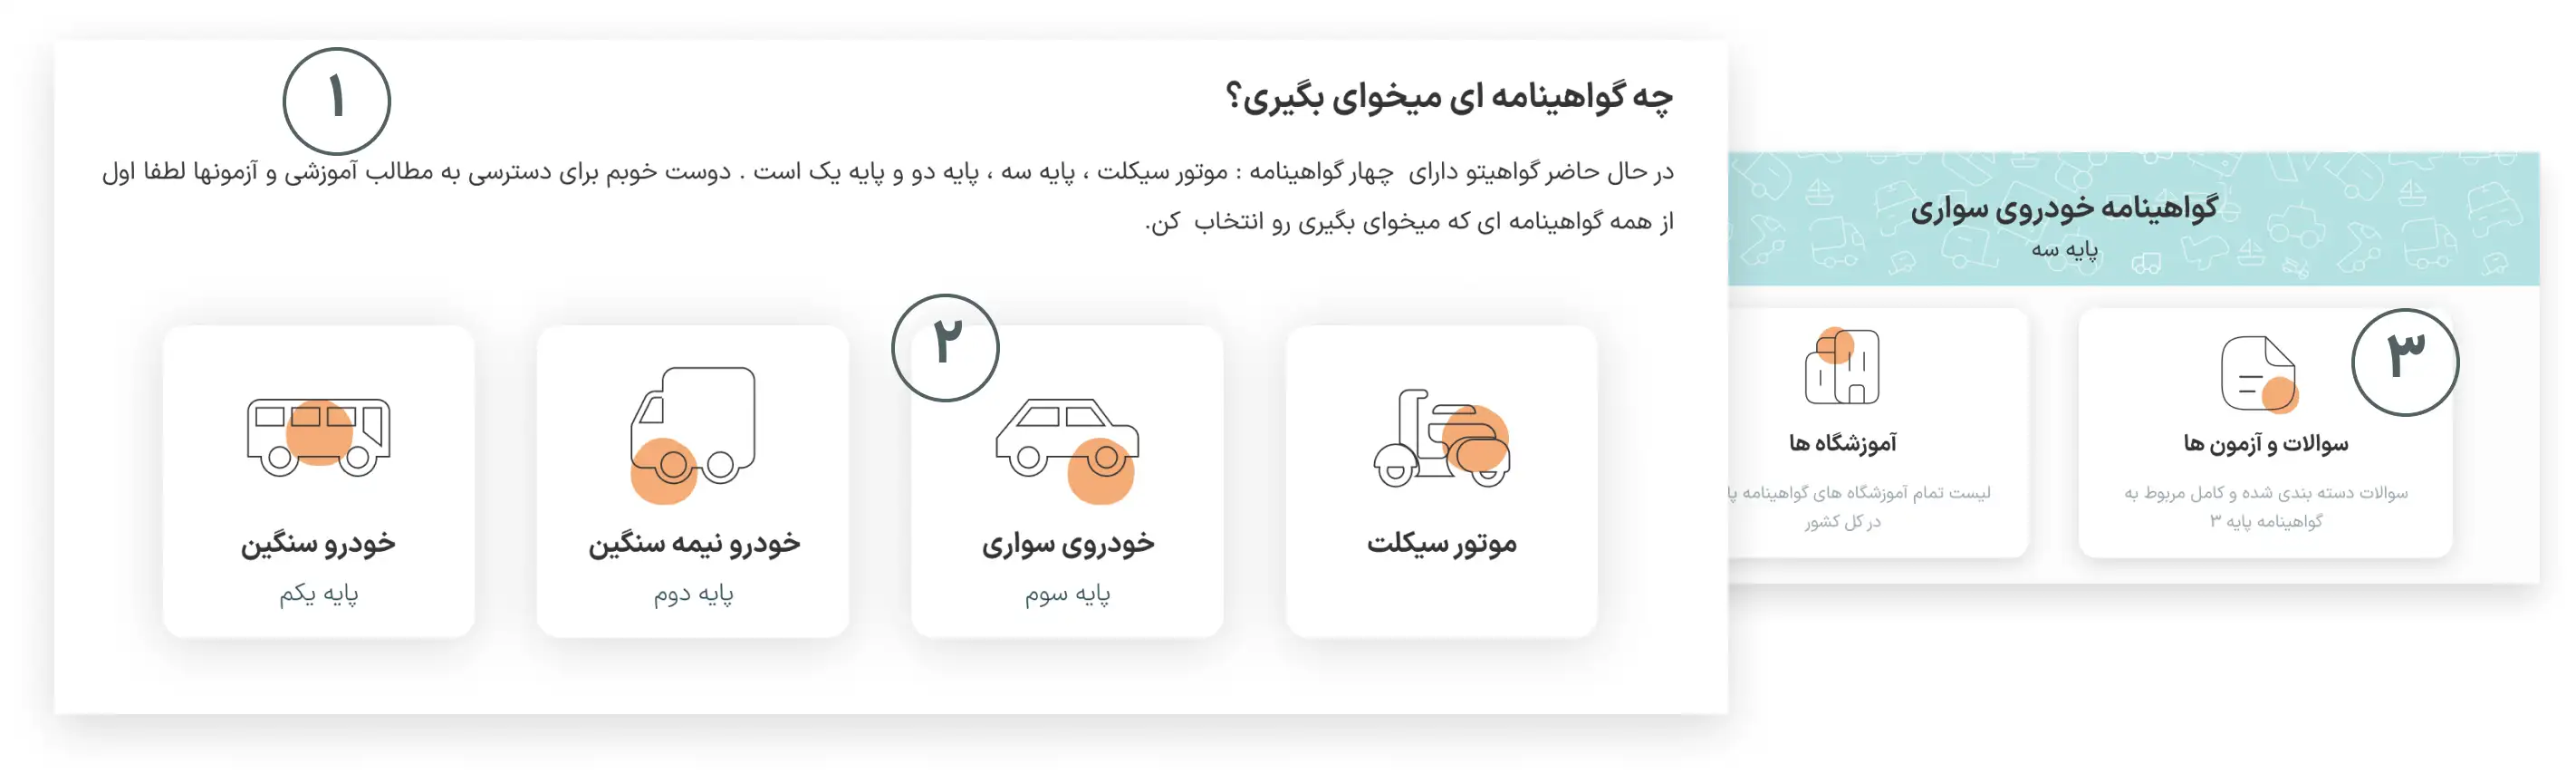 ۱
چه گواهینامه ای میخوای بگیری؟
در حال حاضر گواهیتو دارای چهار گواهینامه : موتور سیکلت ، پایه سه ، پایه دو و پایه یک است . دوست خوبم برای دسترسی به مطالب آموزشی و آزمونها لطفا اول
از همه گواهینامه ای که میخوای بگیری رو انتخاب کن.
موتور سیکلت
۲
خودروی سواری
پایه سوم
خودرو نیمه سنگین
پایه دوم
خودرو سنگین
پایه یکم
گواهینامه خودروی سواری
پایه سه
۳
سوالات و آزمون ها
سوالات دسته بندی شده و کامل مربوط به
گواهینامه پایه ۳
آموزشگاه ها
لیست تمام آموزشگاه های گواهینامه پا
در کل کشور